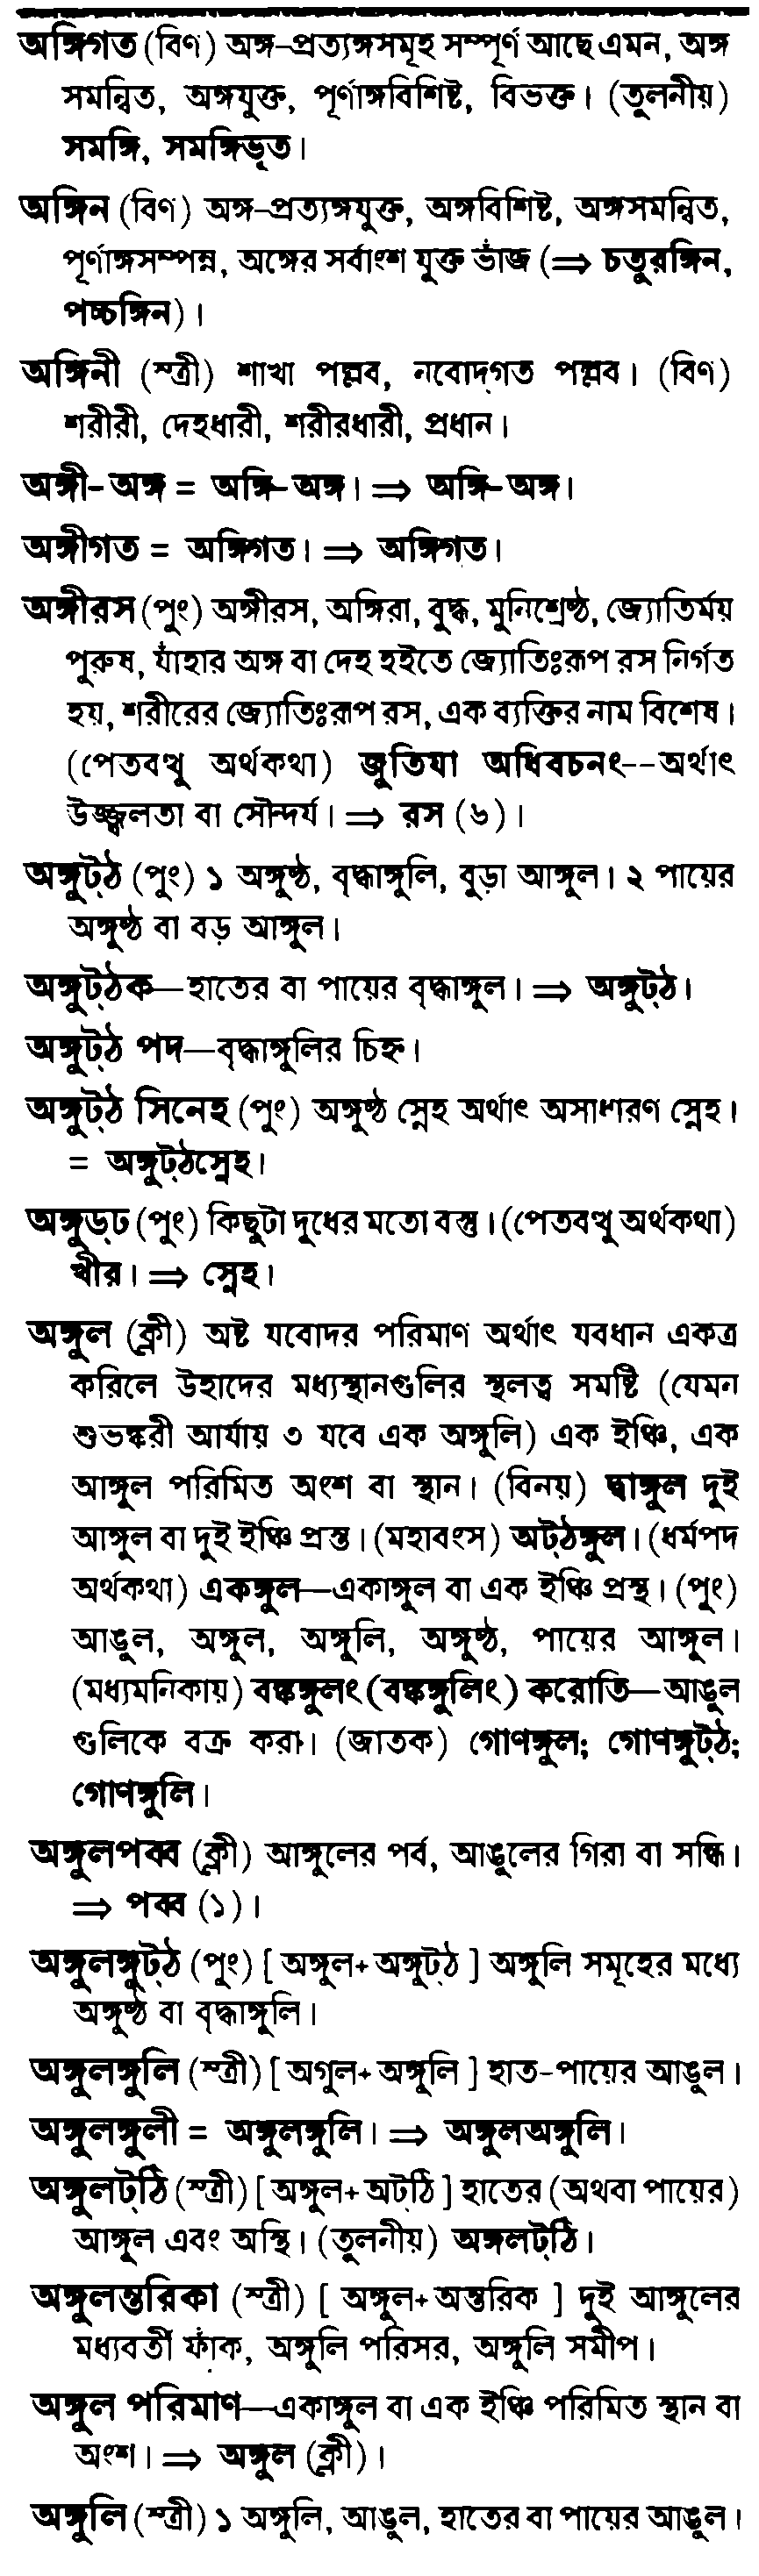 অঙ্গিগত (বিণ) অঙ্গ-প্রত্যঙ্গসমূহ সম্পূর্ণ আছে এমন, অঙ্গ
সমন্বিত, অঙ্গযুক্ত, পূর্ণাঙ্গবিশিষ্ট, বিভক্ত। (তুলনীয়)
সমঙ্গি, সমঙ্গিভূত।
অঙ্গিন (বিণ) অঙ্গ-প্রত্যঙ্গযুক্ত, অঙ্গবিশিষ্ট, অঙ্গসমন্বিত,
পূর্ণাঙ্গসম্পন্ন, অঙ্গের সর্বাংশ যুক্ত ভাঁজ (⇒ চতুরঙ্গিন,
পচ্চঙ্গিন)।
অঙ্গিনী (স্ত্রী) শাখা পল্লব, নবোদ্গত পল্লব। (বিণ)
শরীরী, দেহধারী, শরীরধারী, প্রধান।
অঙ্গী-অঙ্গ = অঙ্গি-অঙ্গ। ⇒ অঙ্গি-অঙ্গ।
অঙ্গীগত = অঙ্গিগত। ⇒ অঙ্গিগত।
অঙ্গীরস (পুং) অঙ্গীরস, অঙ্গিরা, বুদ্ধ, মুনিশ্রেষ্ঠ, জ্যোতির্ময়
পুরুষ, যাঁহার অঙ্গ বা দেহ হইতে জ্যোতিঃরূপ রস নির্গত
হয়, শরীরের জ্যোতিঃরূপ রস, এক ব্যক্তির নাম বিশেষ।
(পেতবত্থু অর্থকথা) জুতিযা অধিবচনং--অর্থাৎ
উজ্জ্বলতা বা সৌন্দর্য। ⇒ রস (৬)।
অঙ্গুট্ঠ (পুং) ১ অঙ্গুষ্ঠ, বৃদ্ধাঙ্গুলি, বুড়া আঙ্গুল। ২ পায়ের
অঙ্গুষ্ঠ বা বড় আঙ্গুল।
অঙ্গুট্ঠক—হাতের বা পায়ের বৃদ্ধাঙ্গুল। ⇒ অঙ্গুট্ঠ।
অঙ্গুট্ঠ পদ—বৃদ্ধাঙ্গুলির চিহ্ন।
অঙ্গুট্ঠ সিনেহ (পুং) অঙ্গুষ্ঠ স্নেহ অর্থাৎ অসাধারণ স্নেহ।
= অঙ্গুট্ঠস্নেহ।
অঙ্গুড্ঢ (পুং) কিছুটা দুধের মতো বস্তু। (পেতবত্থু অর্থকথা)
খীর। ⇒ স্নেহ।
অঙ্গুল (ক্লী) অষ্ট যবোদর পরিমাণ অর্থাৎ যবধান একত্র
করিলে উহাদের মধ্যস্থানগুলির স্থলত্ব সমষ্টি (যেমন
শুভঙ্করী আর্যায় ৩ যবে এক অঙ্গুলি) এক ইঞ্চি, এক
আঙ্গুল পরিমিত অংশ বা স্থান। (বিনয়) দ্বাঙ্গুল দুই
আঙ্গুল বা দুই ইঞ্চি প্রস্ত। (মহাবংস) অট্ঠঙ্গুল। (ধর্মপদ
অর্থকথা) একঙ্গুল—একাঙ্গুল বা এক ইঞ্চি প্রস্থ। (পুং)
আঙুল, অঙ্গুল, অঙ্গুলি, অঙ্গুষ্ঠ, পায়ের আঙ্গুল।
(মধ্যমনিকায়) বঙ্কঙ্গুলং (বঙ্কঙ্গুলিং) করোতি—আঙুল
গুলিকে বক্র করা। (জাতক) গোণঙ্গুল; গোণঙ্গুট্ঠ;
গোণঙ্গুলি।
অঙ্গুলপব্ব (ক্লী) আঙ্গুলের পর্ব, আঙুলের গিরা বা সন্ধি।
⇒ পব্ব (১)।
অঙ্গুলঙ্গুট্ঠ (পুং) [ অঙ্গুল+অঙ্গুট্ঠ ] অঙ্গুলি সমূহের মধ্যে
অঙ্গুষ্ঠ বা বৃদ্ধাঙ্গুলি।
অঙ্গুলঙ্গুলি (স্ত্রী) [ অগুল+অঙ্গুলি ] হাত-পায়ের আঙুল।
অঙ্গুলঙ্গুলী = অঙ্গুলঙ্গুলি। ⇒ অঙ্গুলঅঙ্গুলি।
অঙ্গুলট্ঠি (স্ত্রী) [ অঙ্গুল+অট্ঠি ] হাতের (অথবা পায়ের)
আঙ্গুল এবং অস্থি। (তুলনীয়) অঙ্গলট্ঠি।
অঙ্গুলন্তরিকা (স্ত্রী) [ অঙ্গুল+অন্তরিক ] দুই আঙ্গুলের
মধ্যবর্তী ফাঁক, অঙ্গুলি পরিসর, অঙ্গুলি সমীপ।
অঙ্গুল পরিমাণ—একাঙ্গুল বা এক ইঞ্চি পরিমিত স্থান বা
অংশ। ⇒ অঙ্গুল (ক্লী)।
অঙ্গুলি (স্ত্রী) ১ অঙ্গুলি, আঙুল, হাতের বা পায়ের আঙুল।